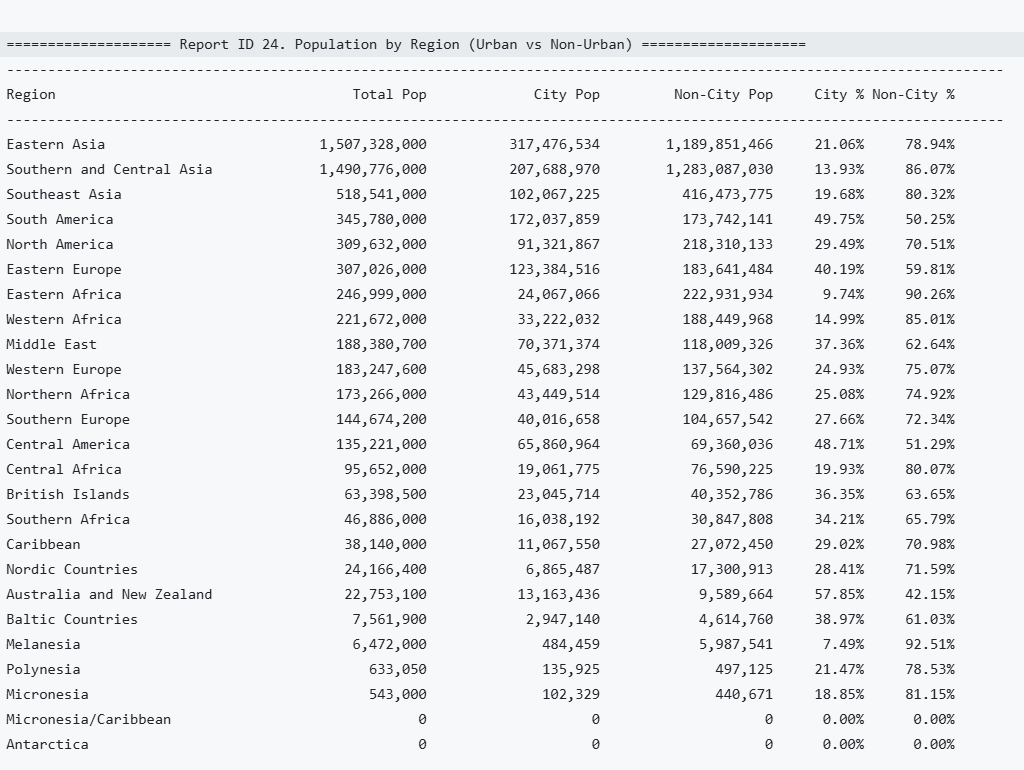 ==================== Report ID 24. Population by Region (Urban vs Non-Urban) ====================
-------------------------------------------------------------------------------------------------------------------------
Region Total Pop City Pop Non-City Pop City % Non-City %
-------------------------------------------------------------------------------------------------------------------------
Eastern Asia 1,507,328,000 317,476,534 1,189,851,466 21.06% 78.94%
Southern and Central Asia 1,490,776,000 207,688,970 1,283,087,030 13.93% 86.07%
Southeast Asia 518,541,000 102,067,225 416,473,775 19.68% 80.32%
South America 345,780,000 172,037,859 173,742,141 49.75% 50.25%
North America 309,632,000 91,321,867 218,310,133 29.49% 70.51%
Eastern Europe 307,026,000 123,384,516 183,641,484 40.19% 59.81%
Eastern Africa 246,999,000 24,067,066 222,931,934 9.74% 90.26%
Western Africa 221,672,000 33,222,032 188,449,968 14.99% 85.01%
Middle East 188,380,700 70,371,374 118,009,326 37.36% 62.64%
Western Europe 183,247,600 45,683,298 137,564,302 24.93% 75.07%
Northern Africa 173,266,000 43,449,514 129,816,486 25.08% 74.92%
Southern Europe 144,674,200 40,016,658 104,657,542 27.66% 72.34%
Central America 135,221,000 65,860,964 69,360,036 48.71% 51.29%
Central Africa 95,652,000 19,061,775 76,590,225 19.93% 80.07%
British Islands 63,398,500 23,045,714 40,352,786 36.35% 63.65%
Southern Africa 46,886,000 16,038,192 30,847,808 34.21% 65.79%
Caribbean 38,140,000 11,067,550 27,072,450 29.02% 70.98%
Nordic Countries 24,166,400 6,865,487 17,300,913 28.41% 71.59%
Australia and New Zealand 22,753,100 13,163,436 9,589,664 57.85% 42.15%
Baltic Countries 7,561,900 2,947,140 4,614,760 38.97% 61.03%
Melanesia 6,472,000 484,459 5,987,541 7.49% 92.51%
Polynesia 633,050 135,925 497,125 21.47% 78.53%
Micronesia 543,000 102,329 440,671 18.85% 81.15%
Micronesia/Caribbean 0 0 0 0.00% 0.00%
Antarctica 0 0 0 0.00% 0.00%